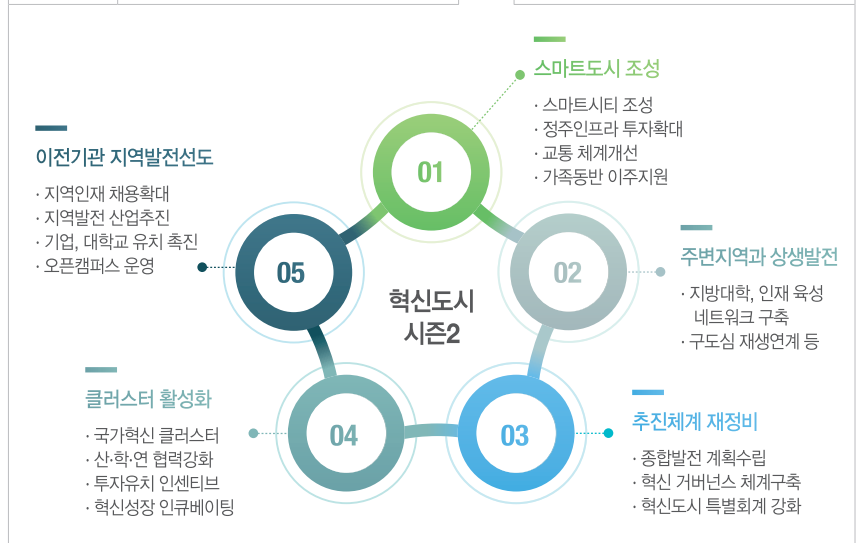 01
스마트도시 조성
· 스마트시티 조성
· 정주인프라 투자확대
· 교통 체계개선
· 가족동반 이주지원
02
주변지역과 상생발전
· 지방대학, 인재 육성
네트워크 구축
· 구도심 재생연계 등
03
추진체계 재정비
· 종합발전 계획수립
· 혁신 거버넌스 체계구축
· 혁신도시 특별회계 강화
04
클러스터 활성화
· 국가혁신 클러스터
· 산·학·연 협력강화
· 투자유치 인센티브
· 혁신성장 인큐베이팅
05
이전기관 지역발전선도
· 지역인재 채용확대
· 지역발전 산업추진
· 기업, 대학교 유치 촉진
· 오픈캠퍼스 운영
혁신도시
시즌2